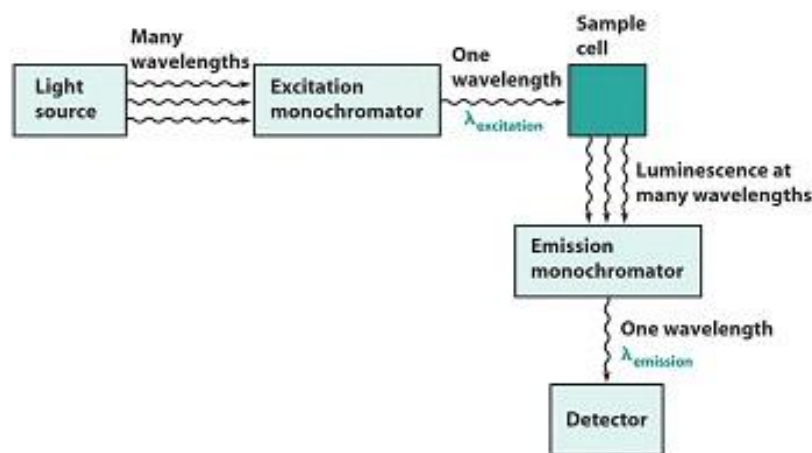 Many
wavelengths
Light
source
Excitation
monochromator
One
wavelength
λexcitation
Sample
cell
Luminescence at
many wavelengths
Emission
monochromator
One wavelength
λemission
Detector